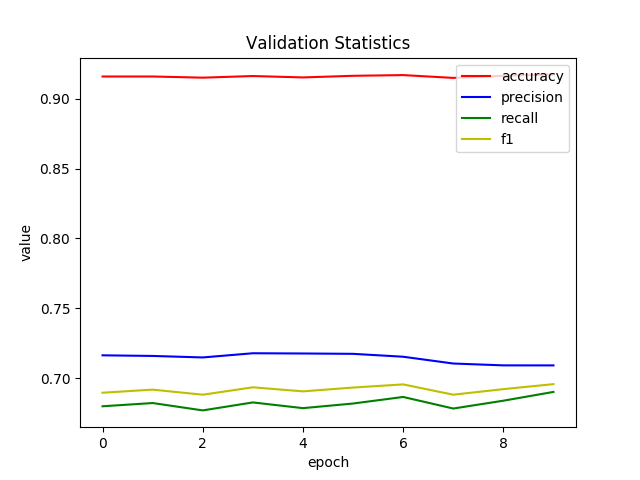 Validation Statistics
accuracy
precision
recall
f1
0.90
0.85
0.80
0.75
0.70
value
0 2 4 6 8
epoch